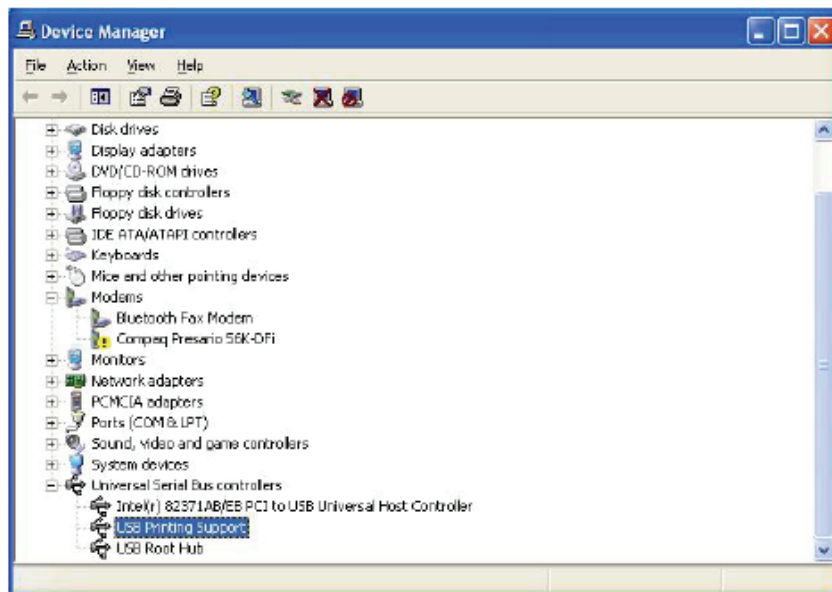 Device Manager
File Action View Help
Disk drives
Display adapters
DVD/CD-ROM drives
Floppy disk controllers
Floppy disk drives
IDE ATA/ATAPI controllers
Keyboards
Mice and other pointing devices
Modems
Bluetooth Fax Modem
Compaq Presario 56K-DFi
Monitors
Network adapters
PCMCIA adapters
Ports (COM & LPT)
Sound, video and game controllers
System devices
Universal Serial Bus controllers
Intel(r) 82371AB/EB PCI to USB Universal Host Controller
USB Printing Support
USB Root Hub